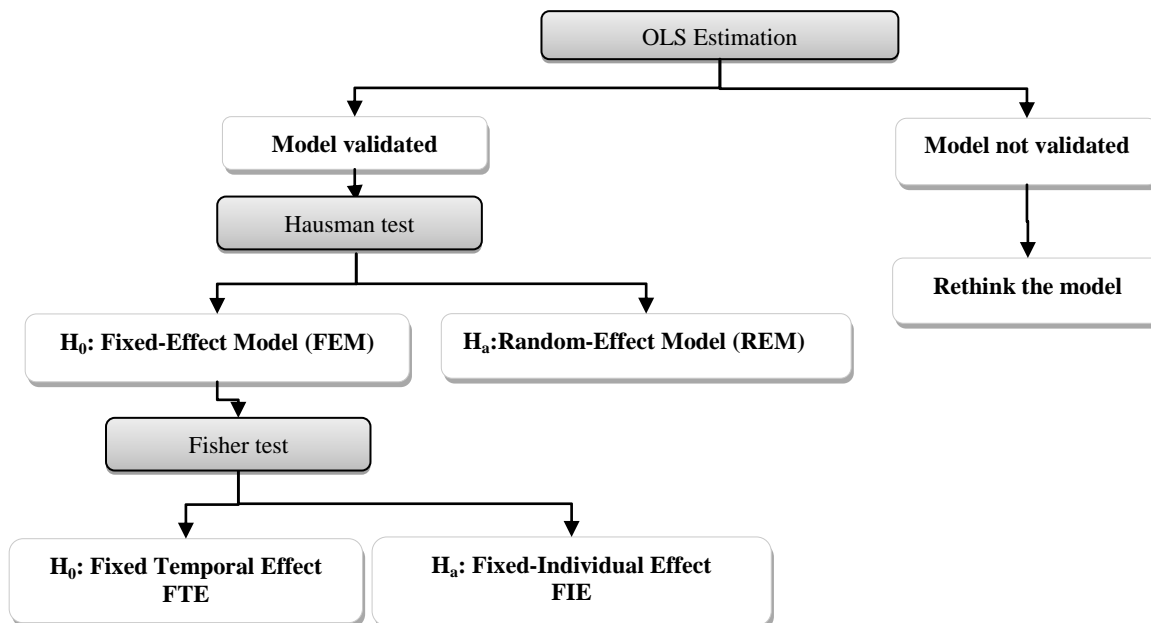 OLS Estimation
Model validated
Model not validated
Hausman test
Rethink the model
H₀: Fixed-Effect Model (FEM)
Hₐ:Random-Effect Model (REM)
Fisher test
H₀: Fixed Temporal Effect
FTE
Hₐ: Fixed-Individual Effect
FIE